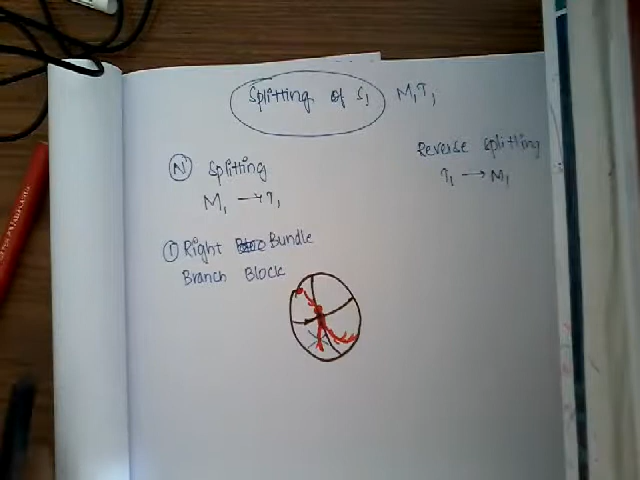 Splitting of S₁ M₁T₁
Ⓝ Splitting
M₁ → T₁
Reverse Splitting
T₁ → M₁
① Right Bundle
Branch Block